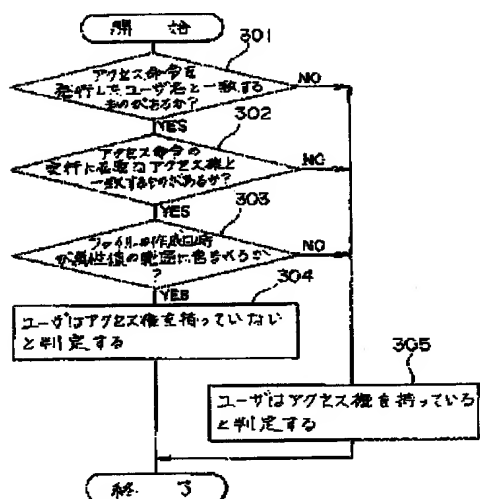 開始
301
アクセス命令を
発行したユーザ名と一致する
ものがあるか?
NO
YES
302
アクセス命令の
実行に必要なアクセス権と
一致するものがあるか?
NO
YES
303
ファイルの作成日時
が属性値の範囲に含まれるか
?
NO
YES
304
ユーザはアクセス権を持っていない
と判定する
305
ユーザはアクセス権を持っている
と判定する
終了